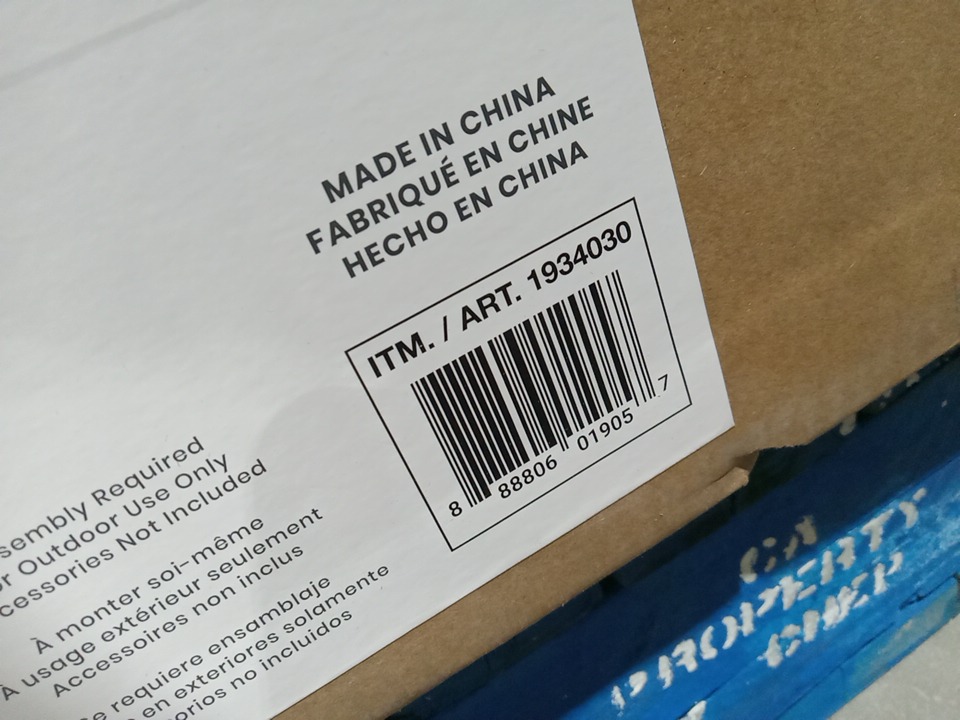 MADE IN CHINA
FABRIQUÉ EN CHINE
HECHO EN CHINA
ITM. / ART. 1934030
8 88806 01905 7
sembly Required
r Outdoor Use Only
cessories Not Included
À monter soi-même
À usage extérieur seulement
Accessoires non inclus
e requiere ensamblaje
en exteriores solamente
orios no incluidos
PROPERTY